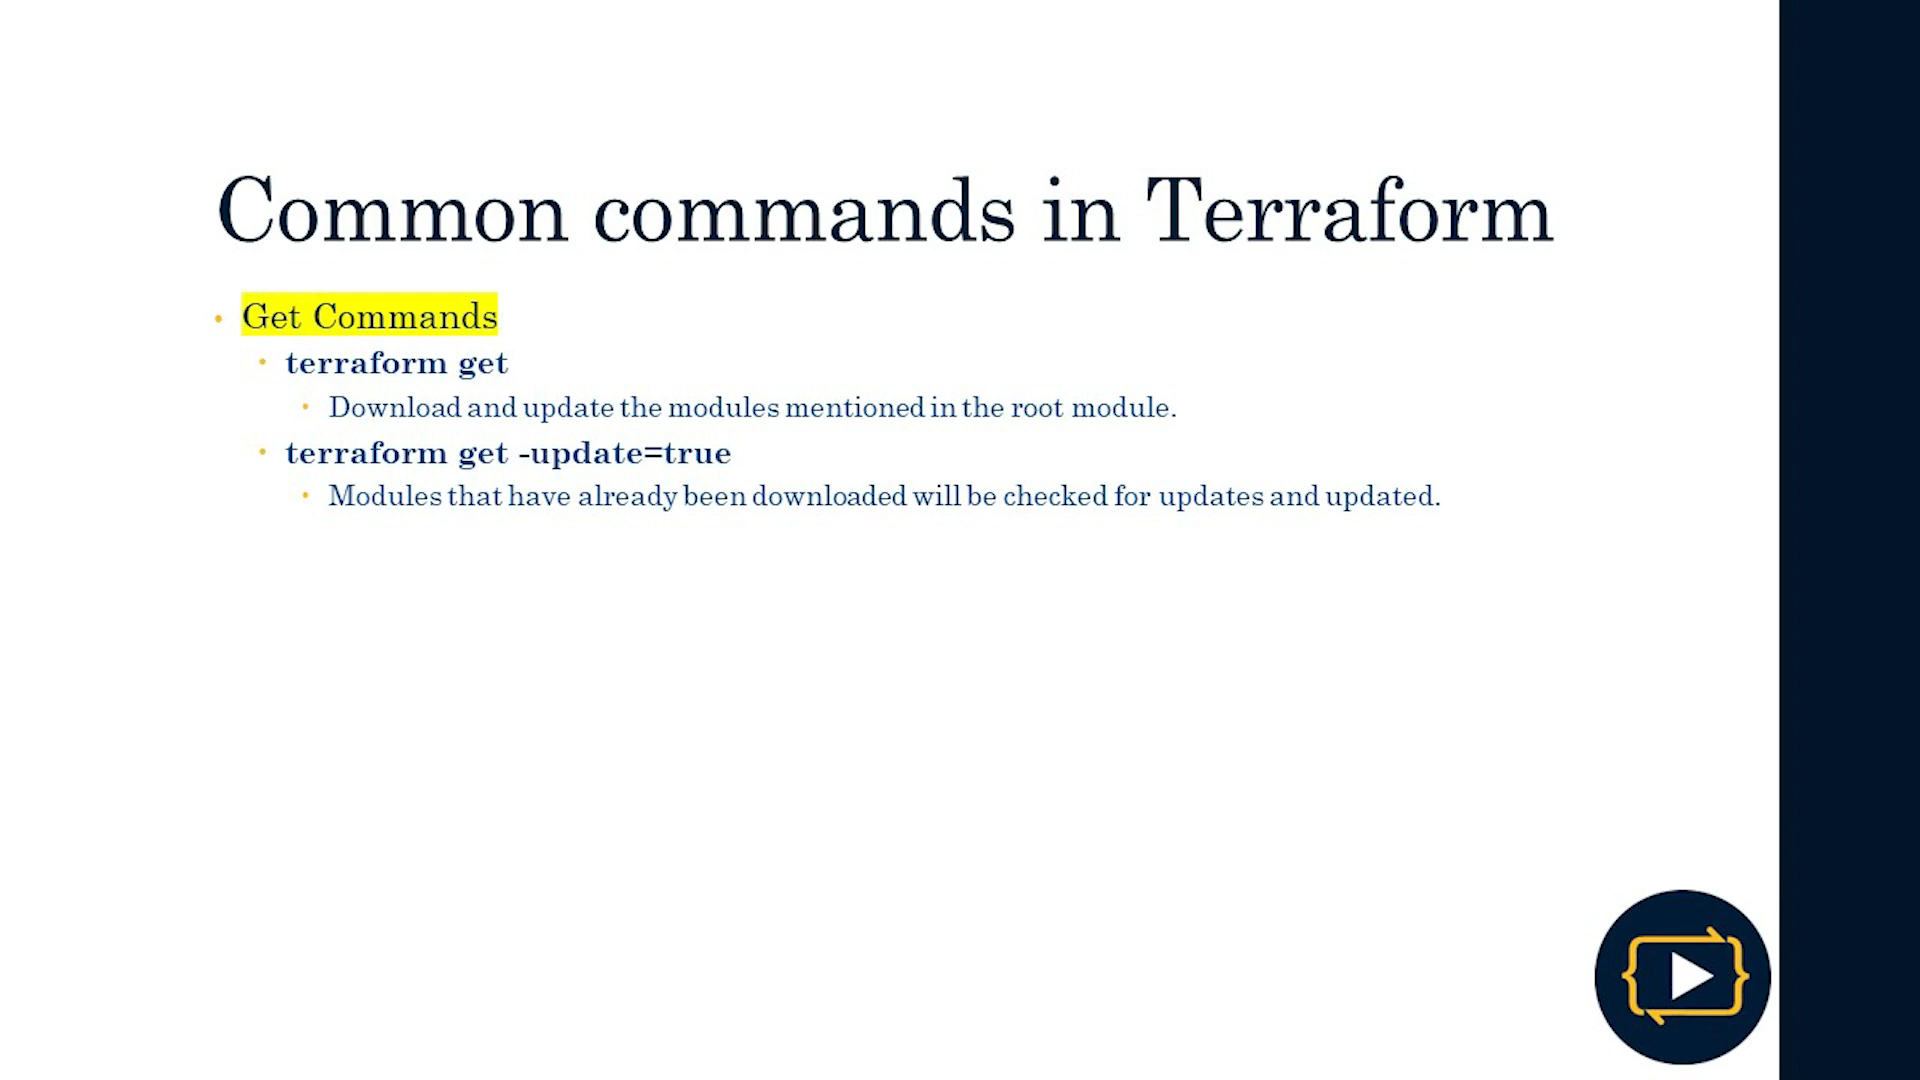 Common commands in Terraform
Get Commands
terraform get
Download and update the modules mentioned in the root module.
terraform get -update=true
Modules that have already been downloaded will be checked for updates and updated.